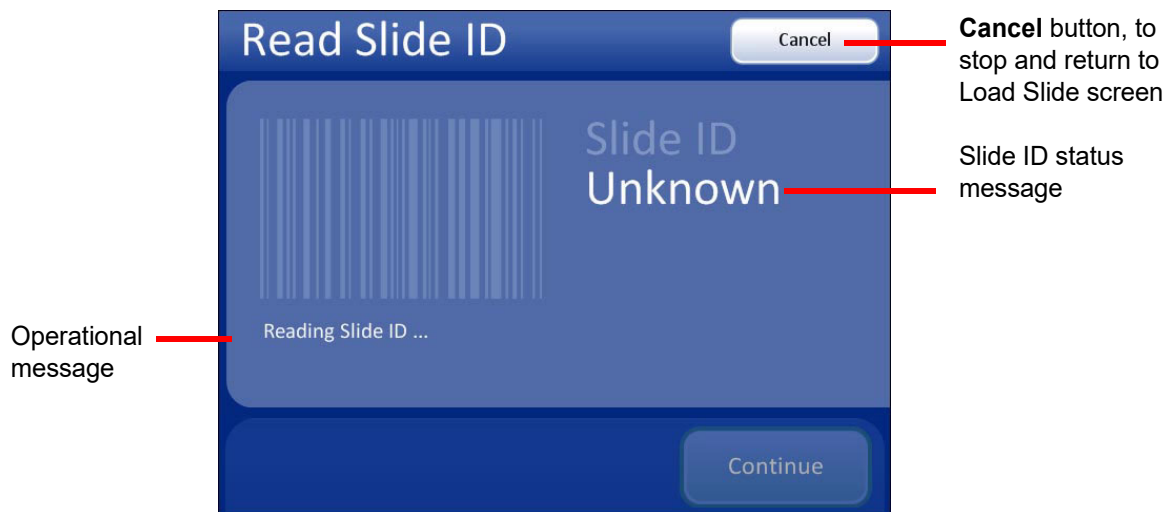 Read Slide ID
Cancel
Cancel button, to
stop and return to
Load Slide screen
Slide ID
Unknown
Slide ID status
message
Operational
message
Reading Slide ID ...
Continue